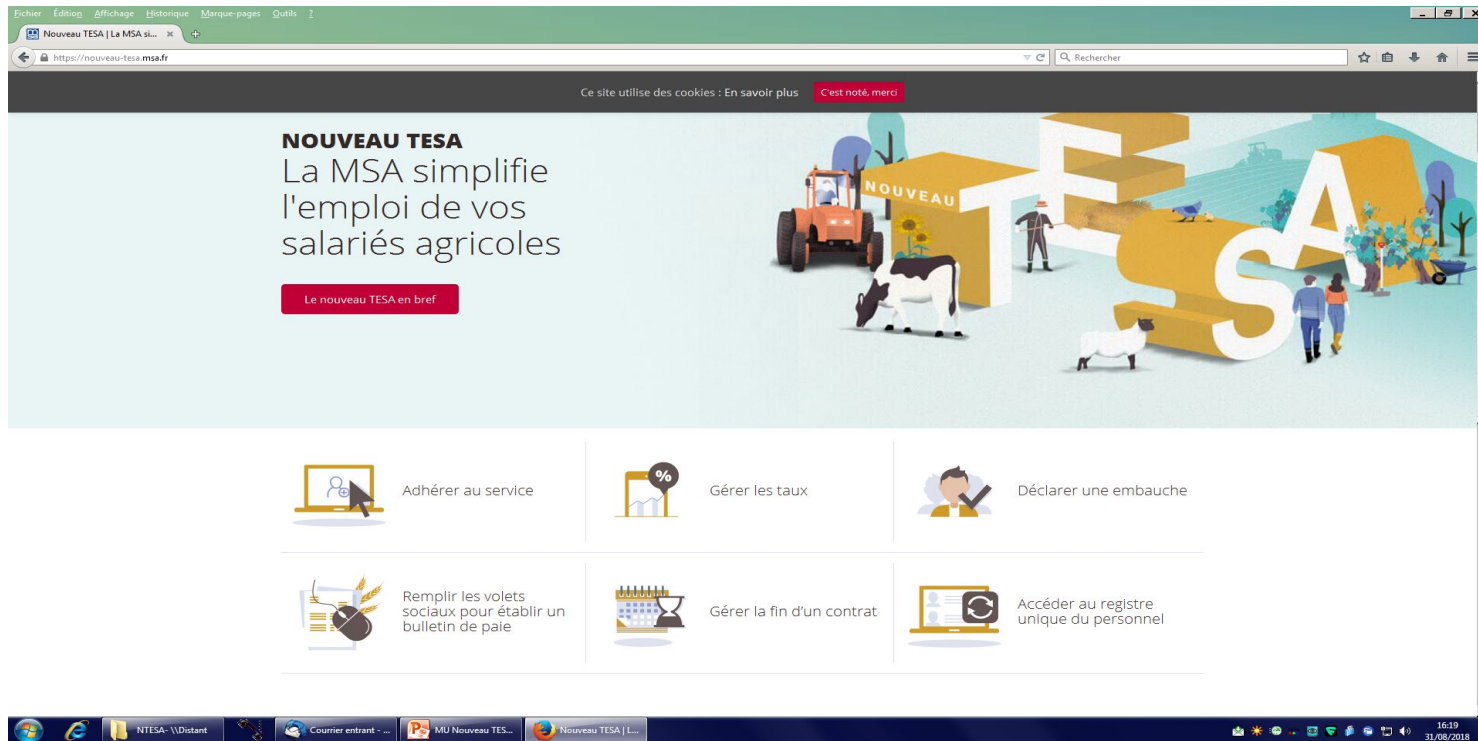 Fichier Édition Affichage Historique Marque-pages Outils ?
Nouveau TESA | La MSA si...
https://nouveau-tesa.msa.fr
Rechercher
Ce site utilise des cookies : En savoir plus C'est noté, merci
NOUVEAU TESA
La MSA simplifie
l'emploi de vos
salariés agricoles
Le nouveau TESA en bref
NOUVEAU
TESA
Adhérer au service
%
Gérer les taux
Déclarer une embauche
Remplir les volets
sociaux pour établir un
bulletin de paie
Gérer la fin d'un contrat
Accéder au registre
unique du personnel
NTESA- \\Distant
Courrier entrant - ...
MU Nouveau TES...
Nouveau TESA | L...
16:19
31/08/2018